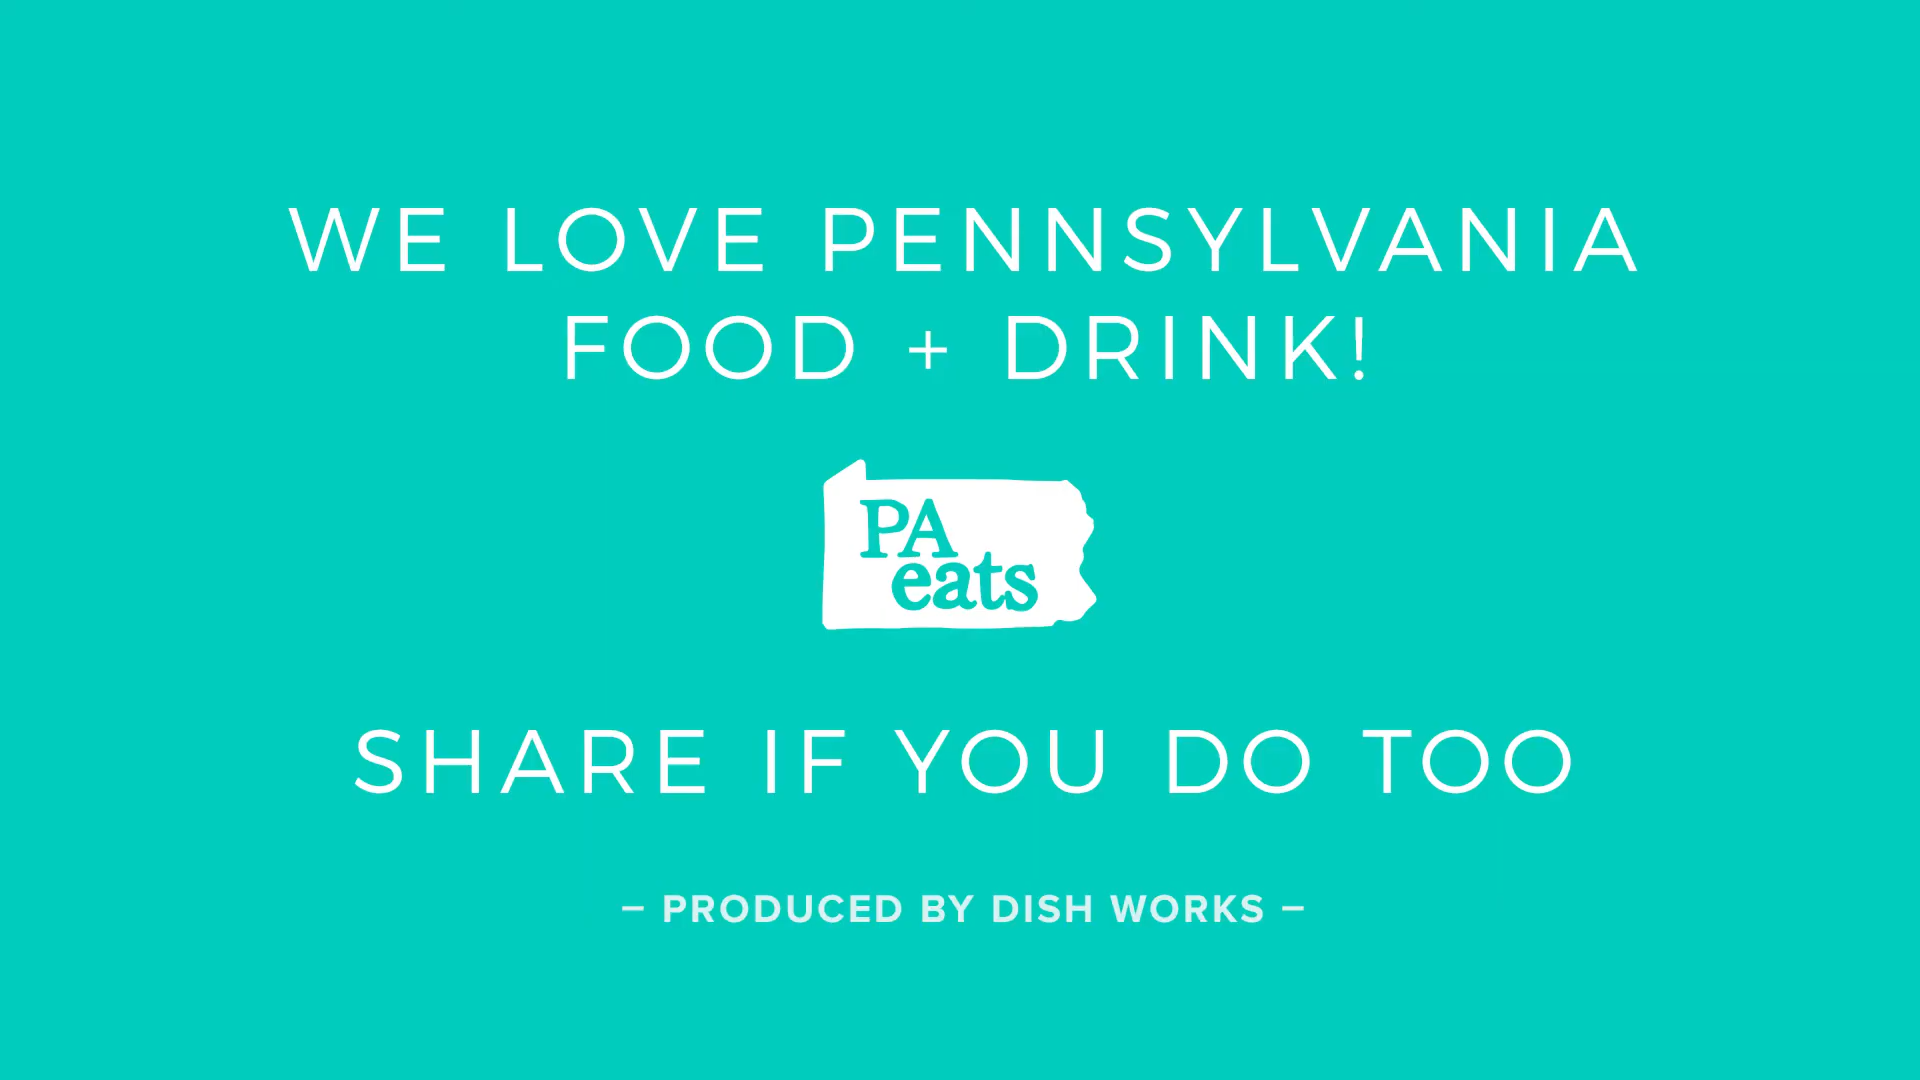 WE LOVE PENNSYLVANIA
FOOD + DRINK!
PA
eats
SHARE IF YOU DO TOO
– PRODUCED BY DISH WORKS –